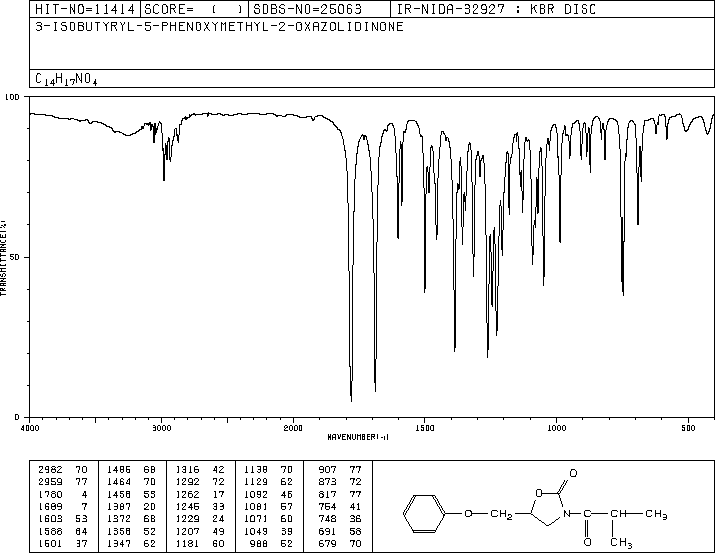 HIT-NO=11414 SCORE= ( ) SDBS-NO=25063 IR-NIDA-32927 : KBR DISC
3-ISOBUTYRYL-5-PHENOXYMETHYL-2-OXAZOLIDINONE
C14H17NO4
100
50
0
TRANSMITTANCE(%)
4000 3000 2000 1500 1000 500
WAVENUMBER(-1)
2982 70 1486 68 1316 42 1138 70 907 77
2959 77 1464 70 1292 72 1129 62 873 72
1780 4 1458 55 1262 17 1092 46 817 77
1689 7 1387 20 1245 33 1081 57 754 41
1603 53 1372 68 1229 24 1071 60 748 36
1588 64 1358 52 1207 49 1049 39 691 58
1501 37 1347 62 1181 60 988 52 679 70
O
O
O
CH2
N
C
CH
CH3
O
CH3